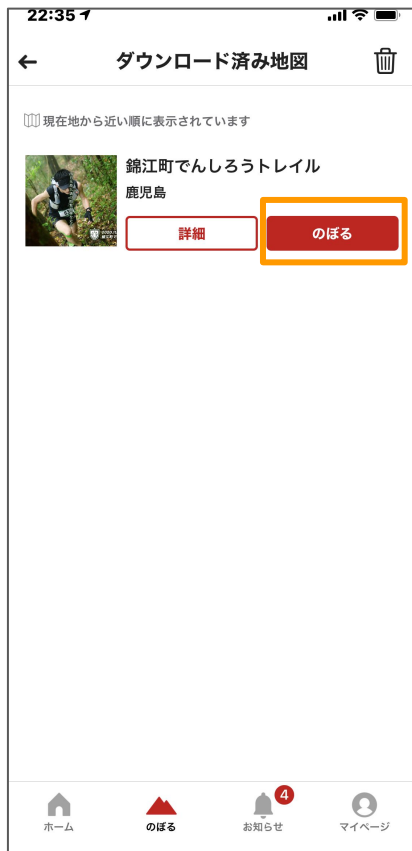 22:35
ダウンロード済み地図
現在地から近い順に表示されています
錦江町でんしろうトレイル
鹿児島
詳細
のぼる
4
ホーム
のぼる
お知らせ
マイページ